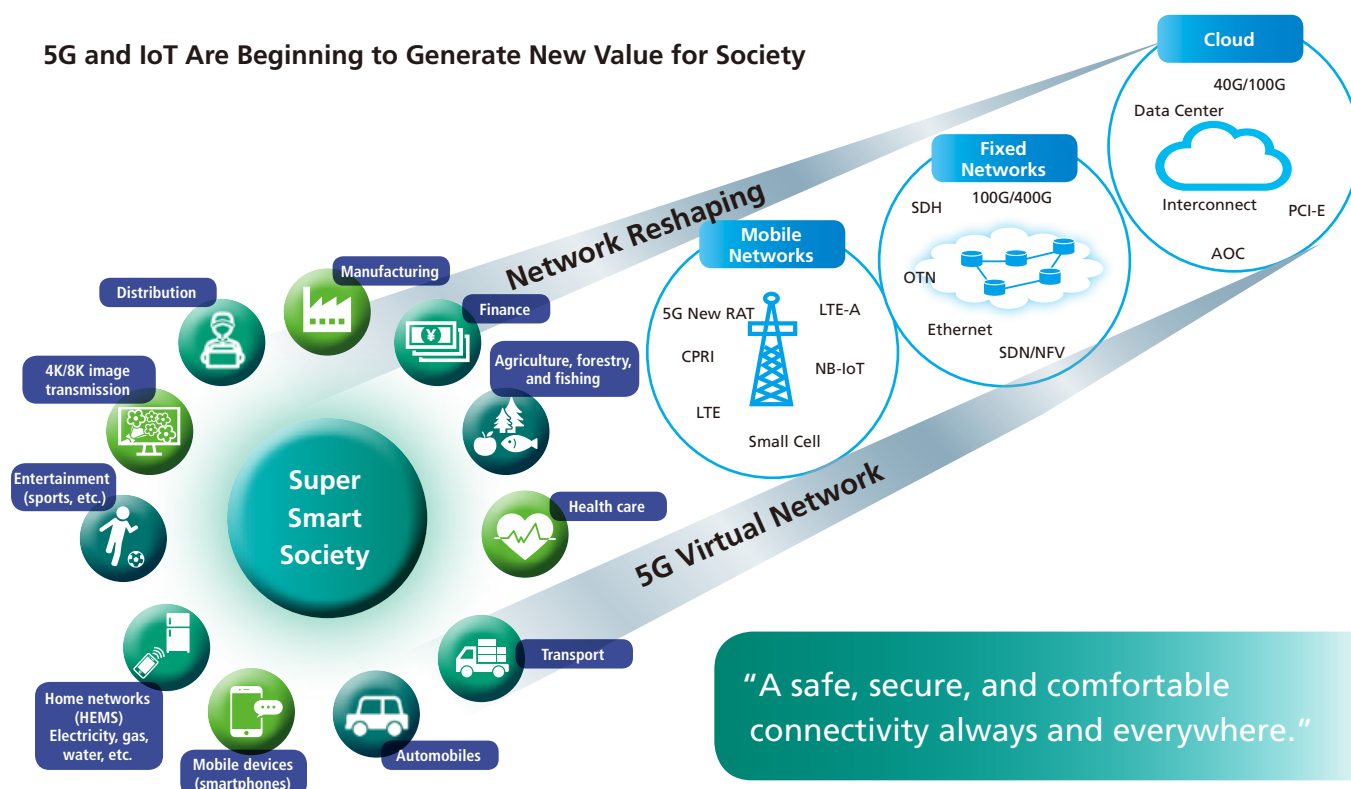 5G and IoT Are Beginning to Generate New Value for Society
Cloud
40G/100G
Data Center
Interconnect
PCI-E
AOC
Fixed
Networks
100G/400G
SDH
OTN
Ethernet
SDN/NFV
Network Reshaping
Mobile
Networks
5G New RAT
LTE-A
CPRI
NB-IoT
LTE
Small Cell
5G Virtual Network
Manufacturing
Distribution
Finance
¥
4K/8K image
transmission
Agriculture, forestry,
and fishing
Entertainment
(sports, etc.)
Super
Smart
Society
Health care
Transport
Home networks
(HEMS)
Electricity, gas,
water, etc.
Mobile devices
(smartphones)
Automobiles
“A safe, secure, and comfortable
connectivity always and everywhere.”